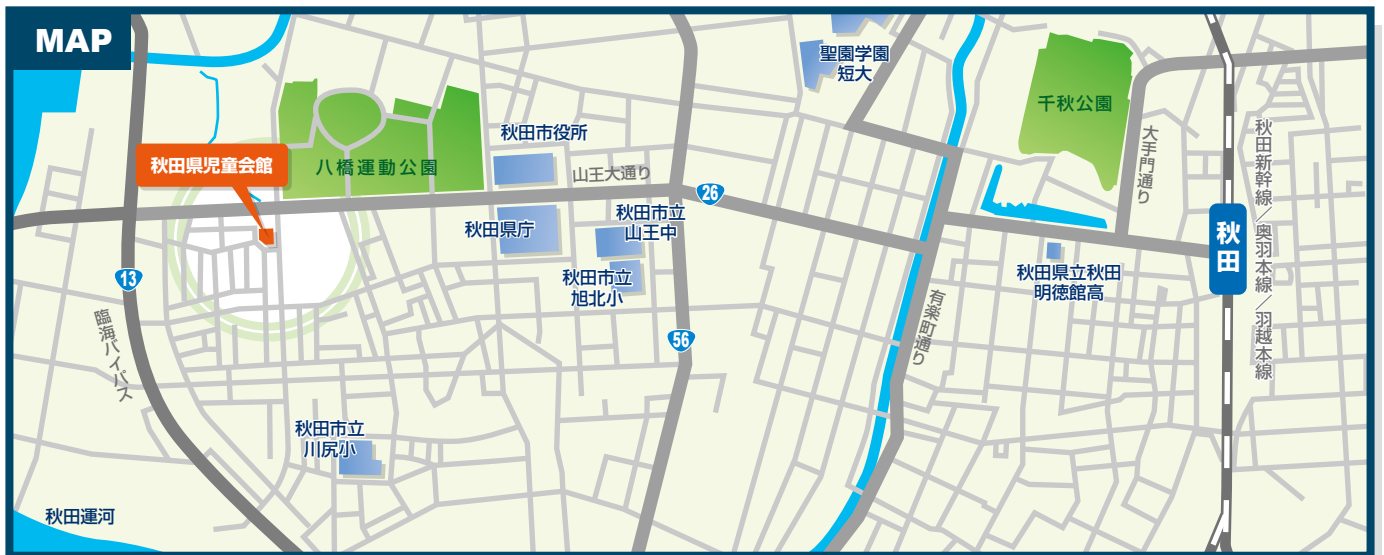 MAP
聖園学園
短大
千秋公園
秋田市役所
大手門通り
秋田県児童会館
八橋運動公園
山王大通り
26
秋田県庁
秋田市立
山王中
秋田
秋田新幹線／奥羽本線／羽越本線
13
秋田市立
旭北小
秋田県立秋田
明徳館高
有楽町通り
臨海バイパス
56
秋田市立
川尻小
秋田運河